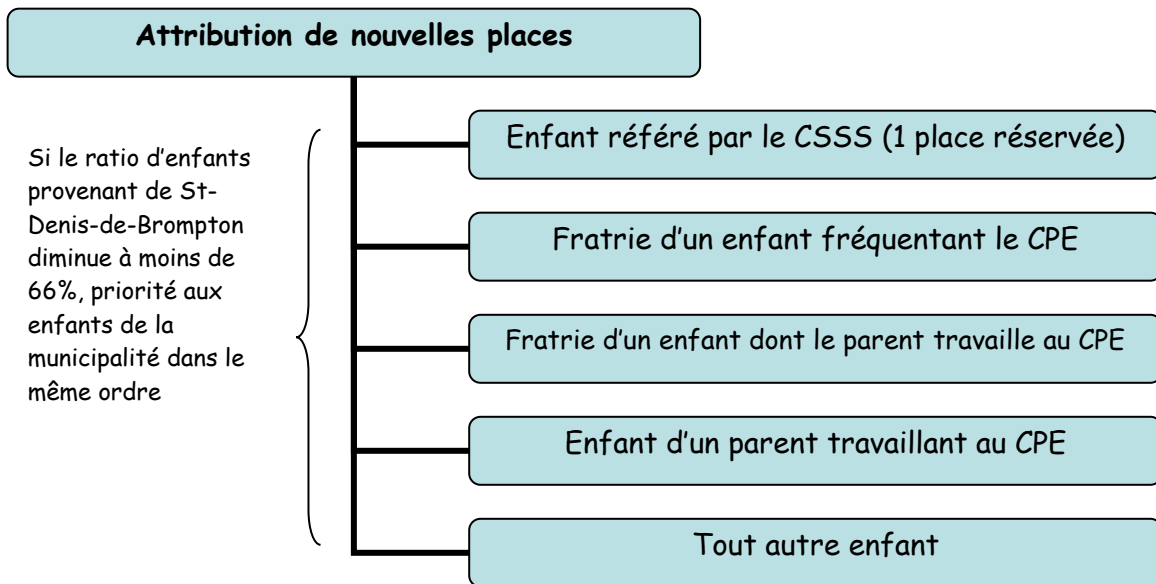 Attribution de nouvelles places
Si le ratio d’enfants
provenant de St-
Denis-de-Brompton
diminue à moins de
66%, priorité aux
enfants de la
municipalité dans le
même ordre
Enfant référé par le CSSS (1 place réservée)
Fratrie d’un enfant fréquentant le CPE
Fratrie d’un enfant dont le parent travaille au CPE
Enfant d’un parent travaillant au CPE
Tout autre enfant